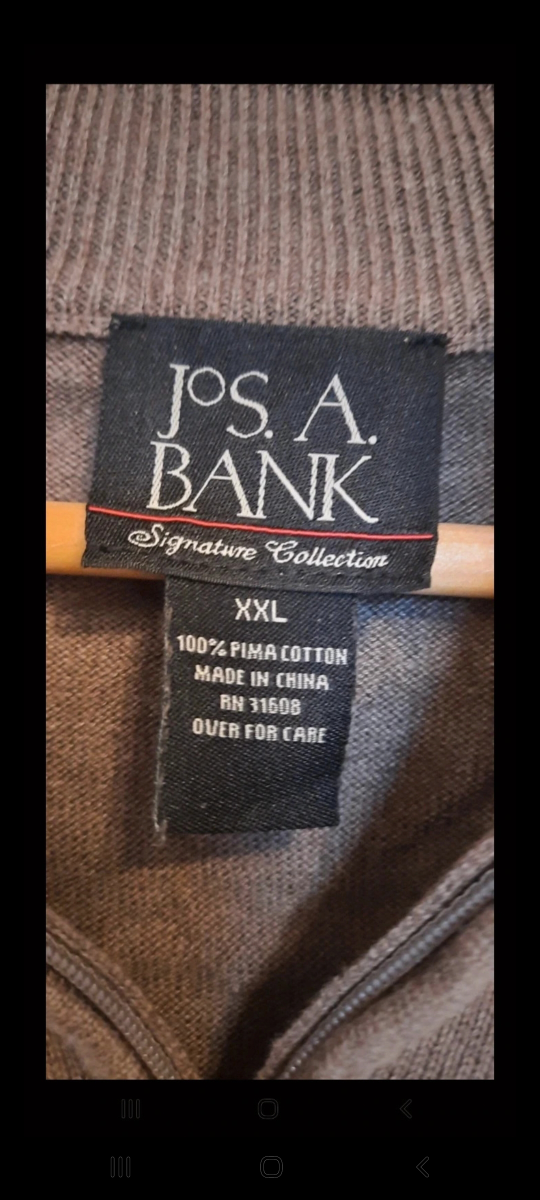 JOS. A.
BANK
Signature Collection
XXL
100% PIMA COTTON
MADE IN CHINA
RN 31608
OVER FOR CARE